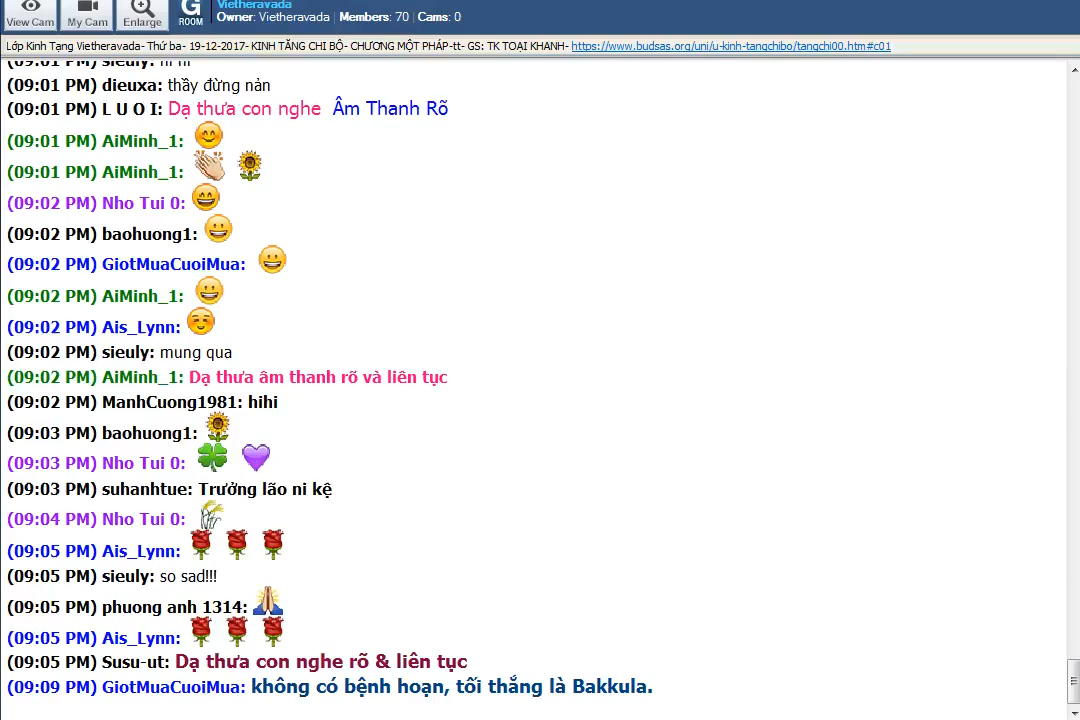 View Cam My Cam Enlarge G ROOM Vietheravada
Owner: Vietheravada | Members: 70 | Cams: 0
Lớp Kinh Tạng Vietheravada- Thứ ba- 19-12-2017- KINH TĂNG CHI BỘ- CHƯƠNG MỘT PHÁP-tt- GS: TK TOẠI KHANH- https://www.budsas.org/uni/u-kinh-tangchibo/tangchi00.htm#c01
(09:01 PM) sieuly: hi hi
(09:01 PM) dieuxa: thầy đừng nản
(09:01 PM) L U O I: Dạ thưa con nghe Âm Thanh Rõ
(09:01 PM) AiMinh_1: 😊
(09:01 PM) AiMinh_1: 👏 🌻
(09:02 PM) Nho Tui 0: 😄
(09:02 PM) baohuong1: 😀
(09:02 PM) GiotMuaCuoiMua: 😀
(09:02 PM) AiMinh_1: 😀
(09:02 PM) Ais_Lynn: ☺️
(09:02 PM) sieuly: mung qua
(09:02 PM) AiMinh_1: Dạ thưa âm thanh rõ và liên tục
(09:02 PM) ManhCuong1981: hihi
(09:03 PM) baohuong1: 🌻
(09:03 PM) Nho Tui 0: 🍀 💜
(09:03 PM) suhanhtue: Trưởng lão ni kệ
(09:04 PM) Nho Tui 0: 🌾
(09:05 PM) Ais_Lynn: 🌹 🌹 🌹
(09:05 PM) sieuly: so sad!!!
(09:05 PM) phuong anh 1314: 🙏
(09:05 PM) Ais_Lynn: 🌹 🌹 🌹
(09:05 PM) Susu-ut: Dạ thưa con nghe rõ & liên tục
(09:09 PM) GiotMuaCuoiMua: không có bệnh hoạn, tối thắng là Bakkula.